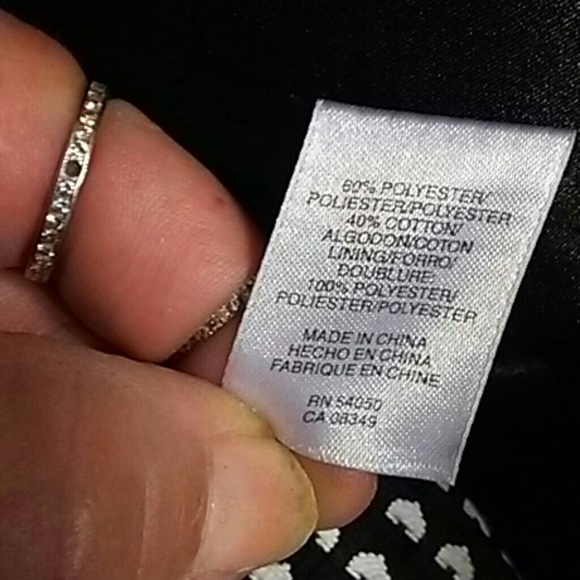 60% POLYESTER/
POLIESTER/POLYESTER
40% COTTON/
ALGODON/COTON
LINING/FORRO/
DOUBLURE:
100% POLYESTER/
POLIESTER/POLYESTER
MADE IN CHINA
HECHO EN CHINA
FABRIQUE EN CHINE
RN 54050
CA 08349